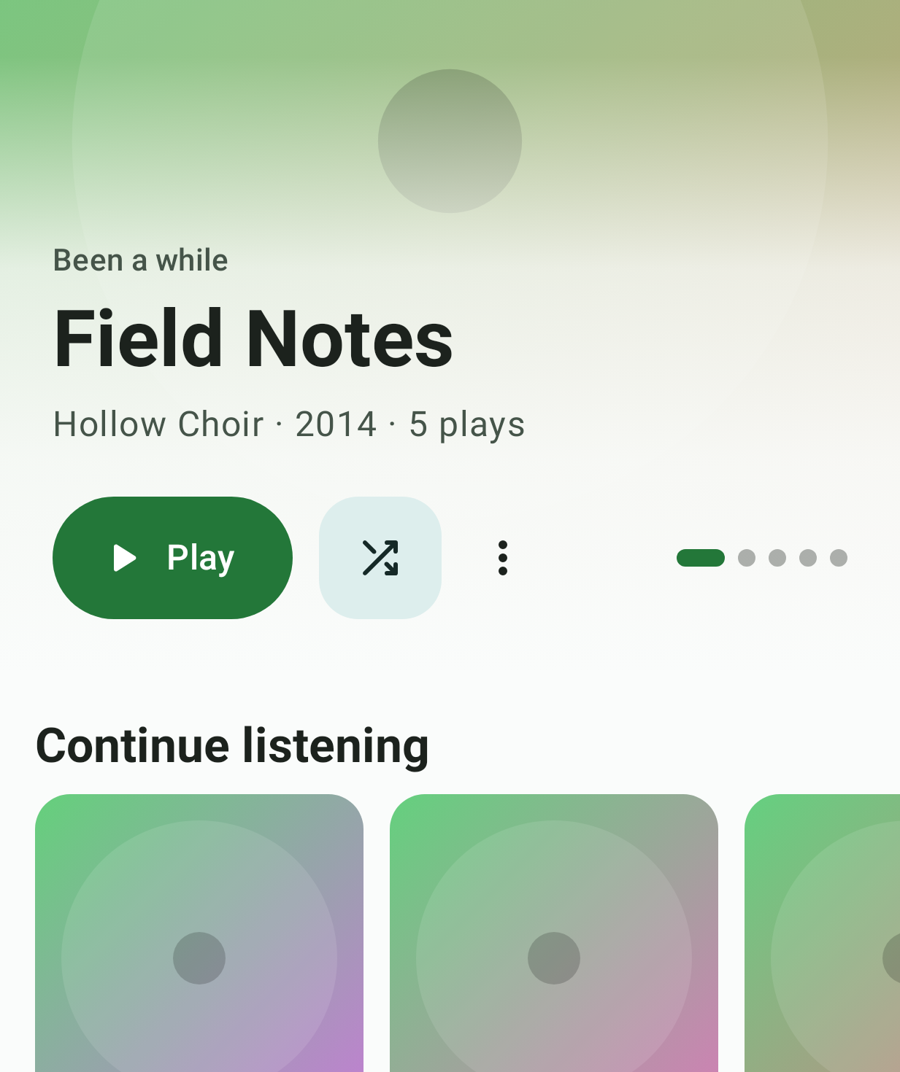 Been a while
Field Notes
Hollow Choir · 2014 · 5 plays
Play
Continue listening